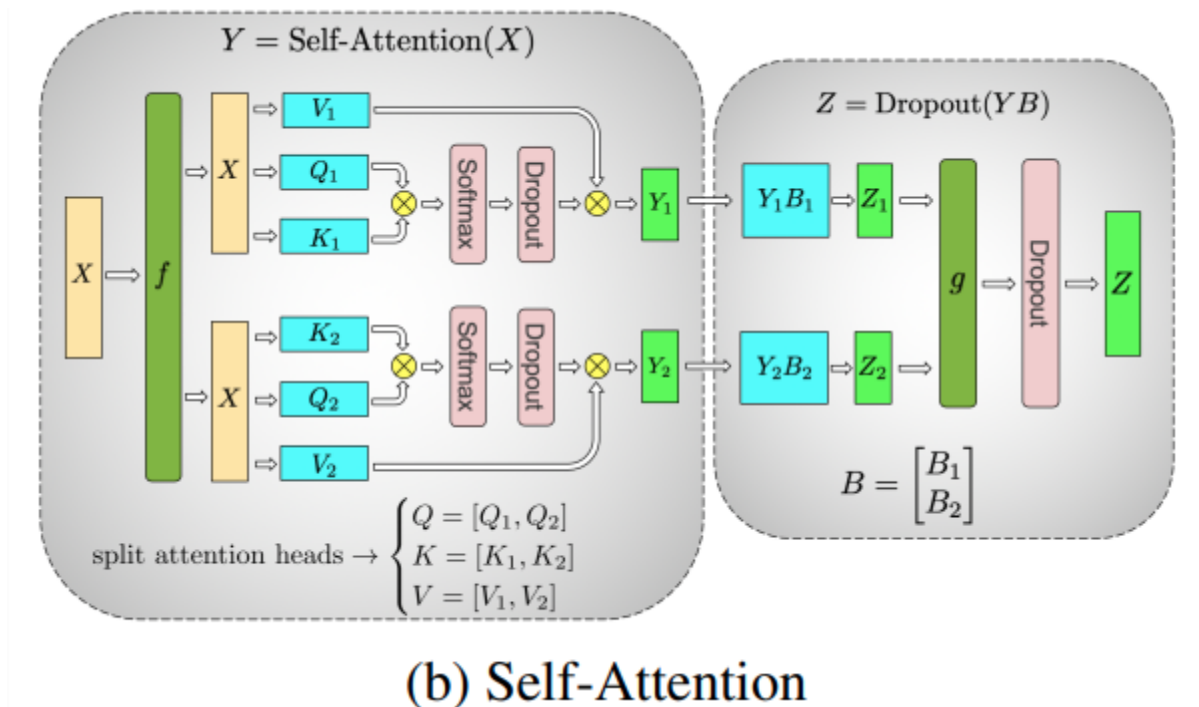 Y = Self-Attention(X)
Z = Dropout(Y B)
X
f
X
V₁
Q₁
K₁
Softmax
Dropout
Y₁
X
K₂
Q₂
V₂
Softmax
Dropout
Y₂
split attention heads → { Q = [Q₁, Q₂]
K = [K₁, K₂]
V = [V₁, V₂]
Y₁B₁
Z₁
Y₂B₂
Z₂
g
Dropout
Z
B = [B₁
B₂]
(b) Self-Attention